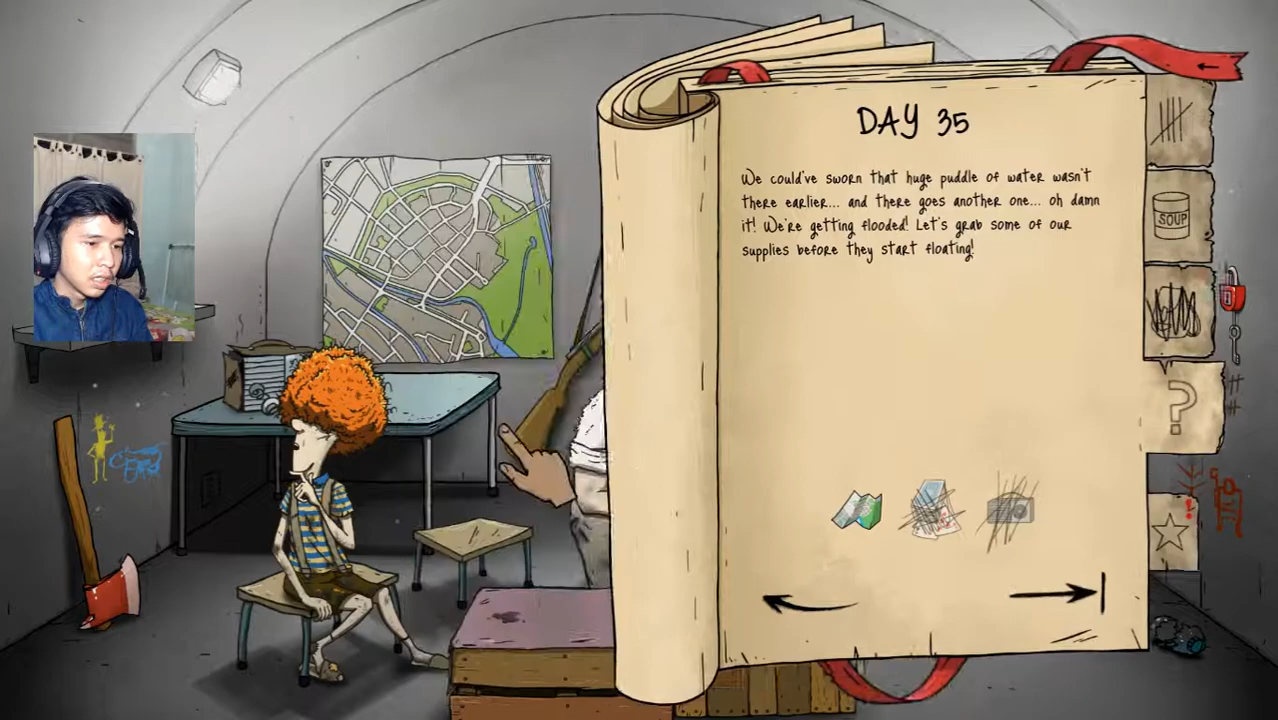 DAY 35
We could've sworn that huge puddle of water wasn't
there earlier... and there goes another one... oh damn
it! We're getting flooded! Let's grab some of our
supplies before they start floating!
SOUP
?